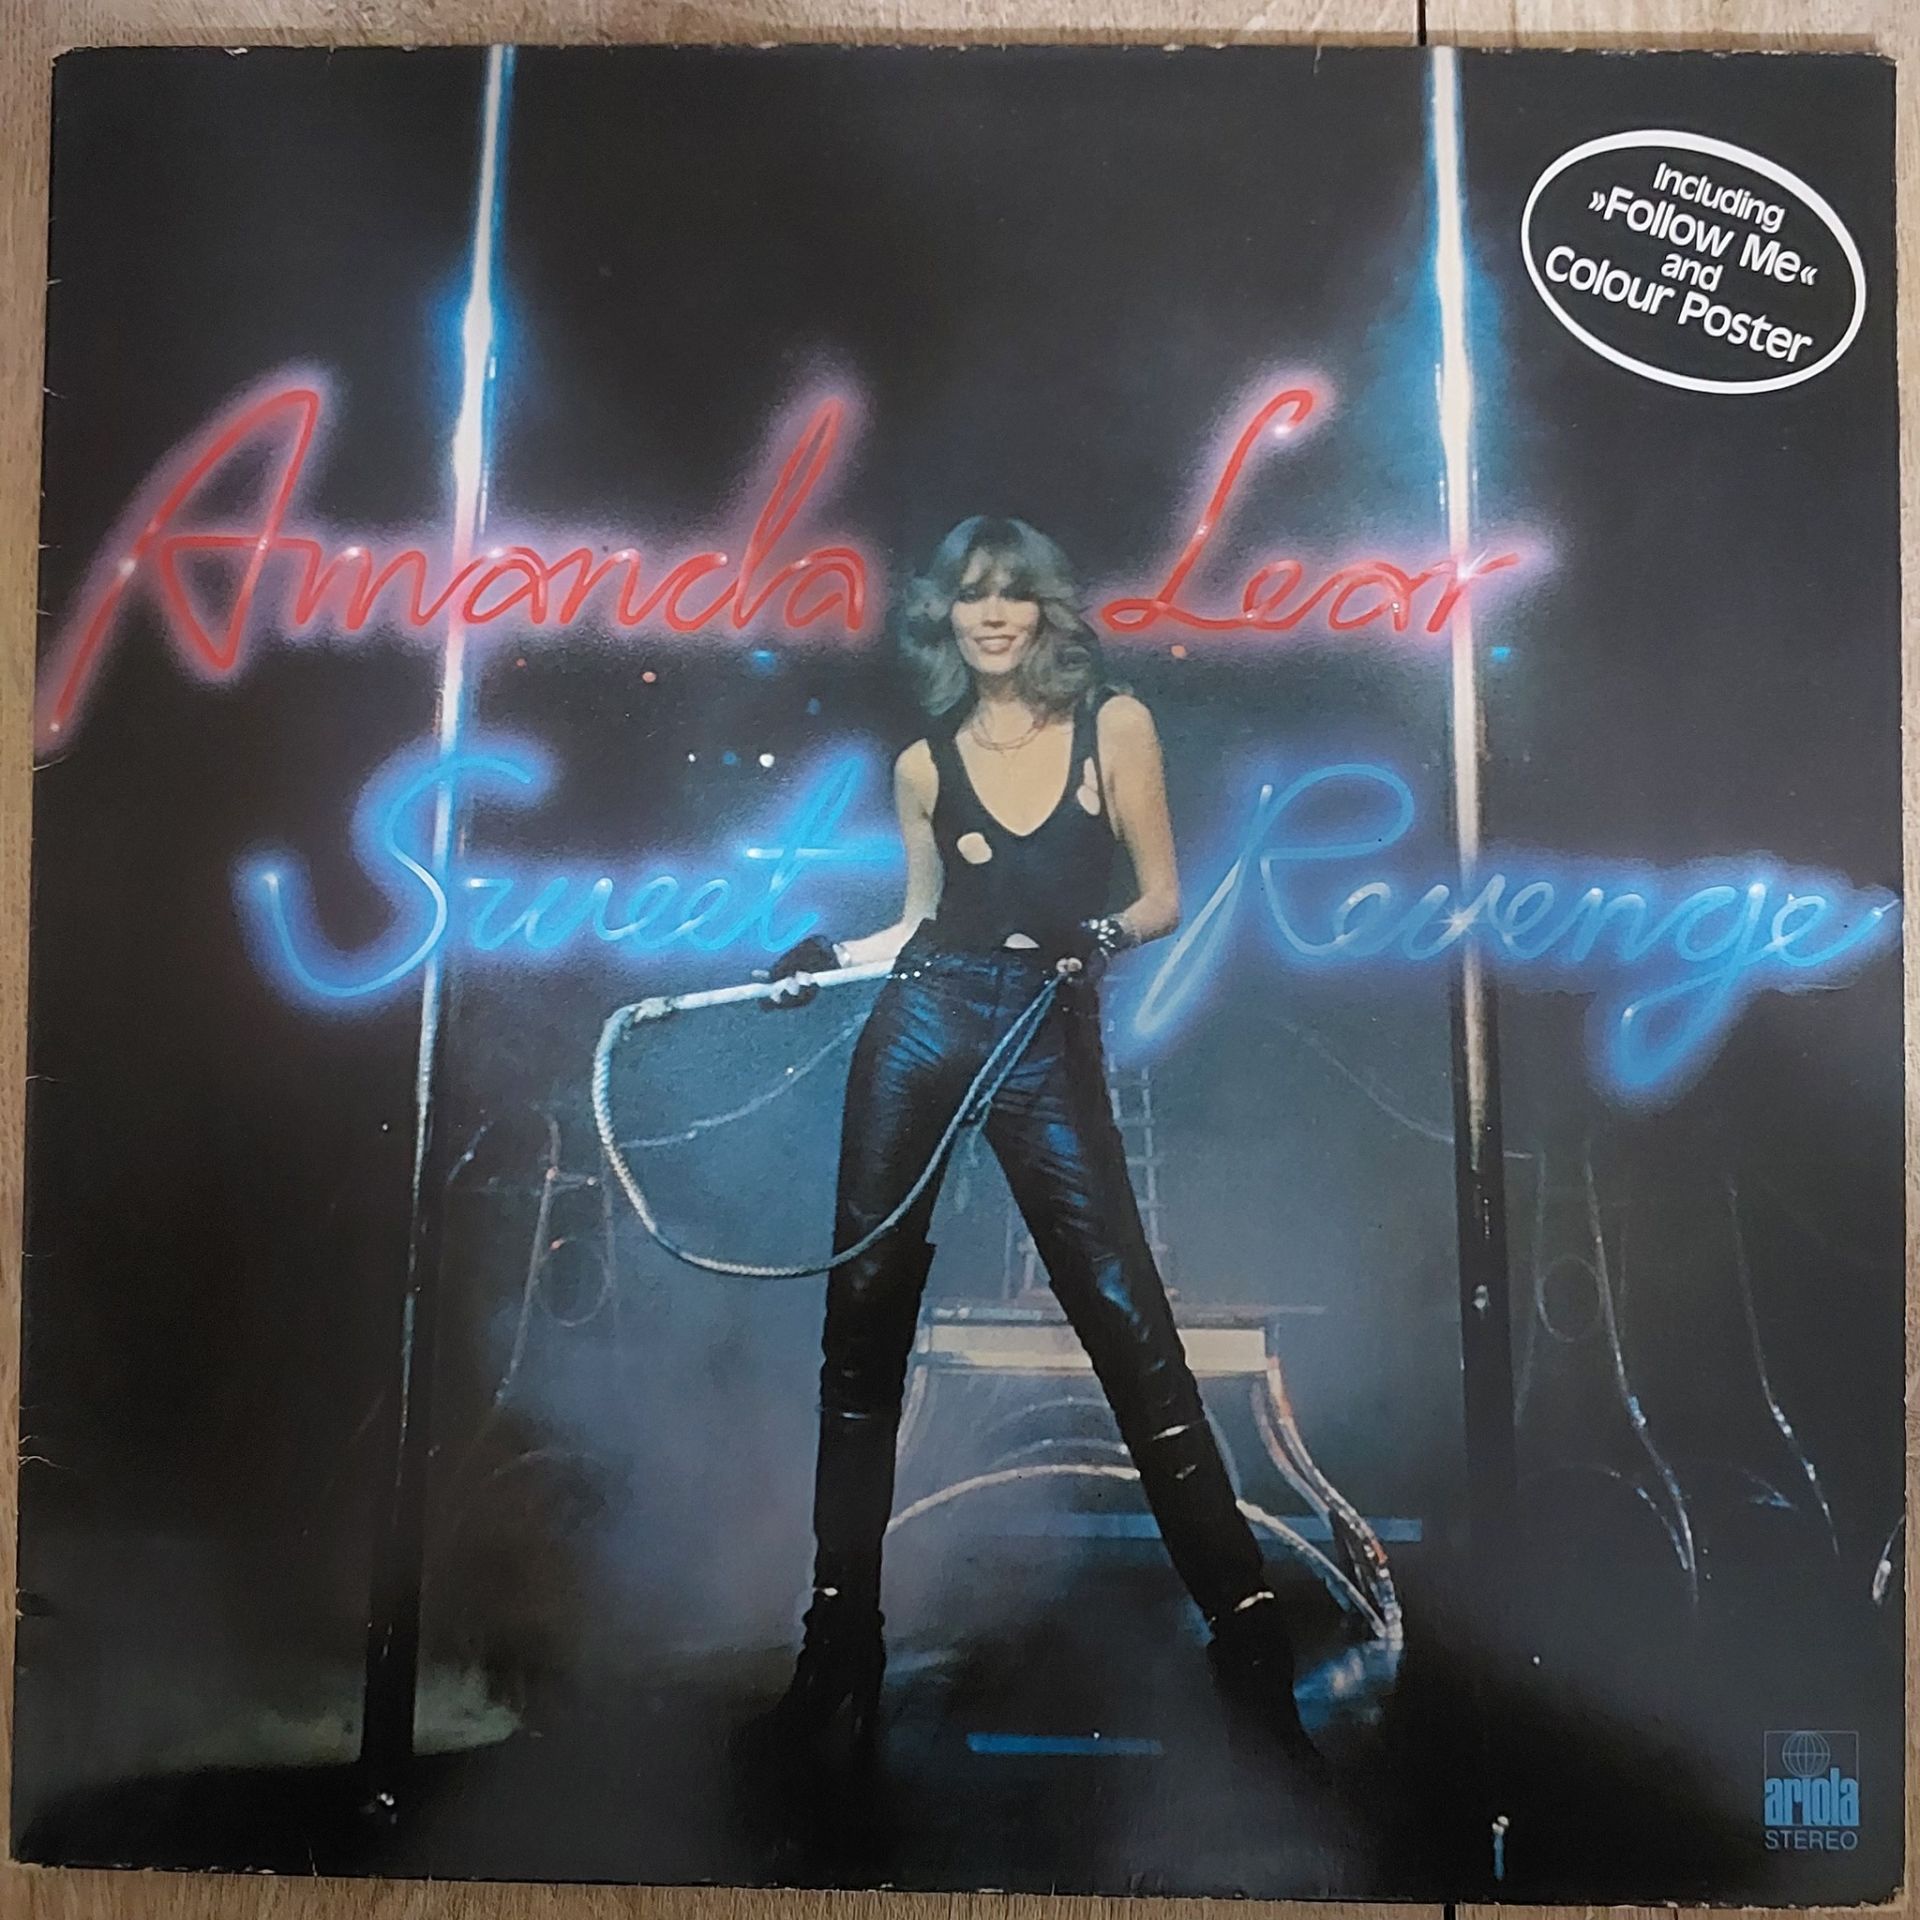 Including
»Follow Me«
and
Colour Poster
Amanda Lear
Sweet Revenge
ariola
STEREO